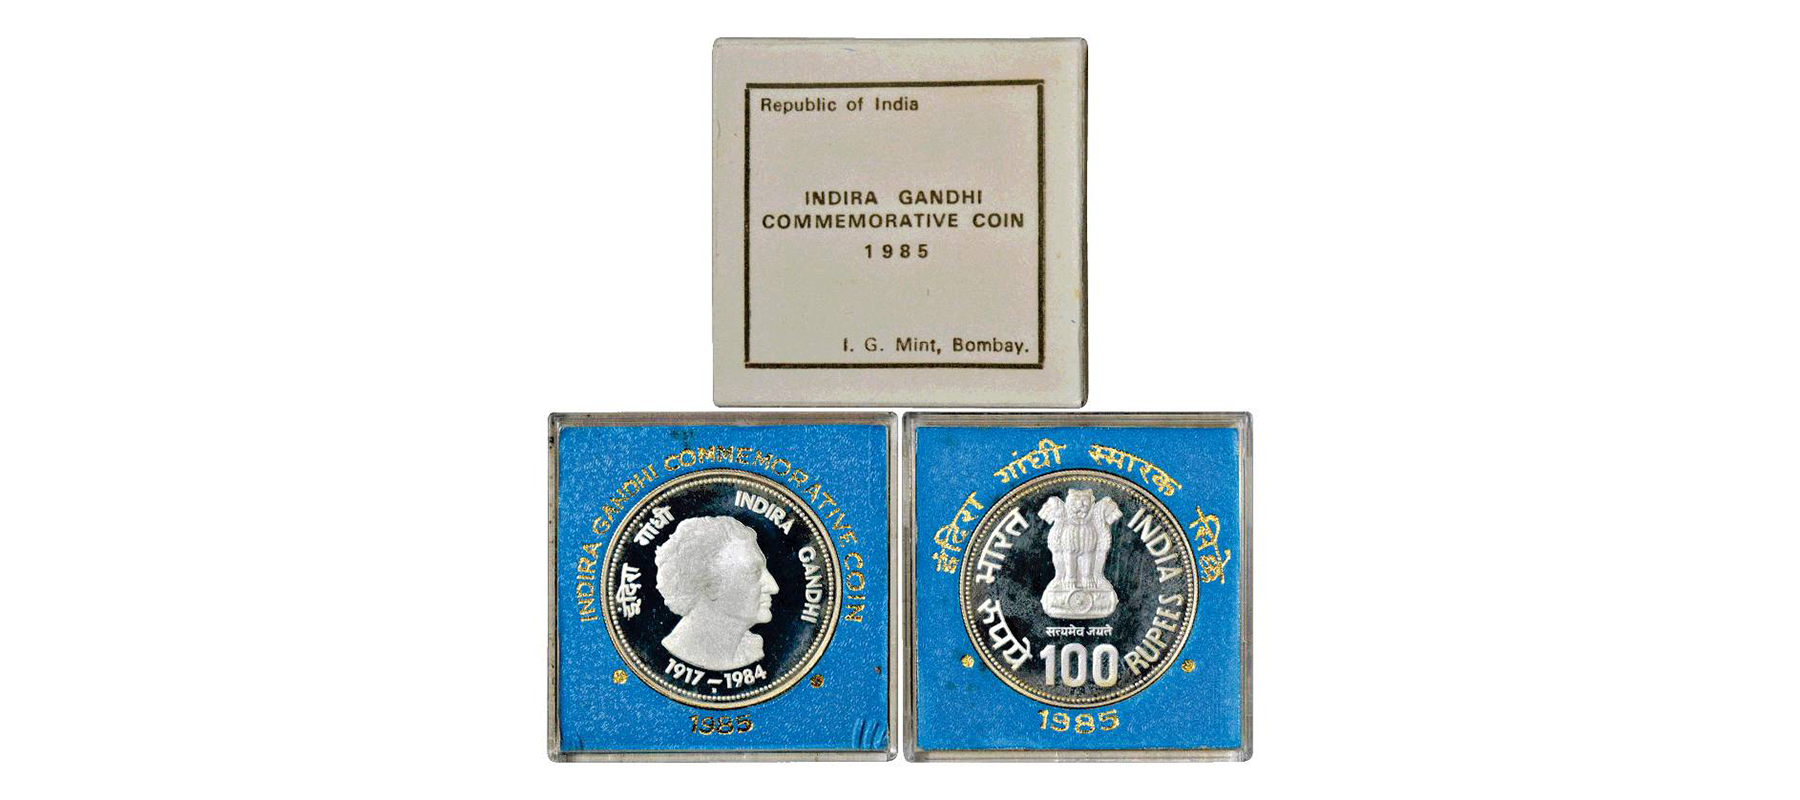 Republic of India
INDIRA GANDHI
COMMEMORATIVE COIN
1985
I. G. Mint, Bombay.
INDIRA GANDHI COMMEMORATIVE COIN
इंदिरा गांधी
INDIRA GANDHI
1917-1984
1985
इंदिरा गांधी स्मारक सिक्के
भारत
INDIA
रुपये
RUPEES
सत्यमेव जयते
100
1985